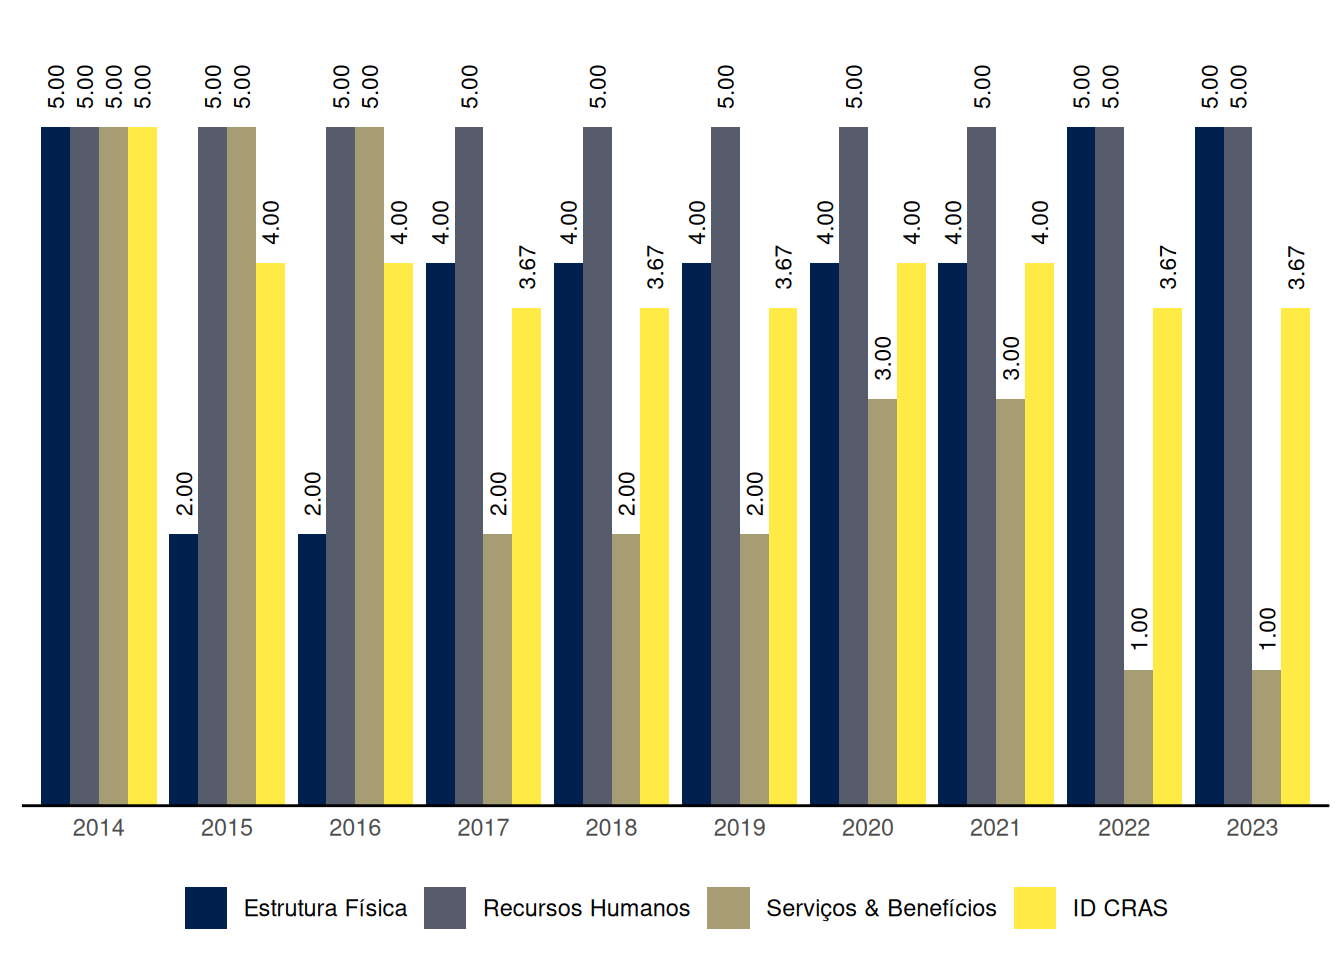 5.00 5.00 5.00 5.00 5.00 5.00 5.00 5.00 5.00 5.00 5.00 5.00 5.00 5.00 5.00 5.00 5.00
4.00 4.00 4.00 4.00 4.00 4.00 4.00 4.00 4.00
3.67 3.67 3.67 3.67 3.67
3.00 3.00
2.00 2.00 2.00 2.00 2.00
1.00 1.00
2014 2015 2016 2017 2018 2019 2020 2021 2022 2023
Estrutura Física Recursos Humanos Serviços & Benefícios ID CRAS